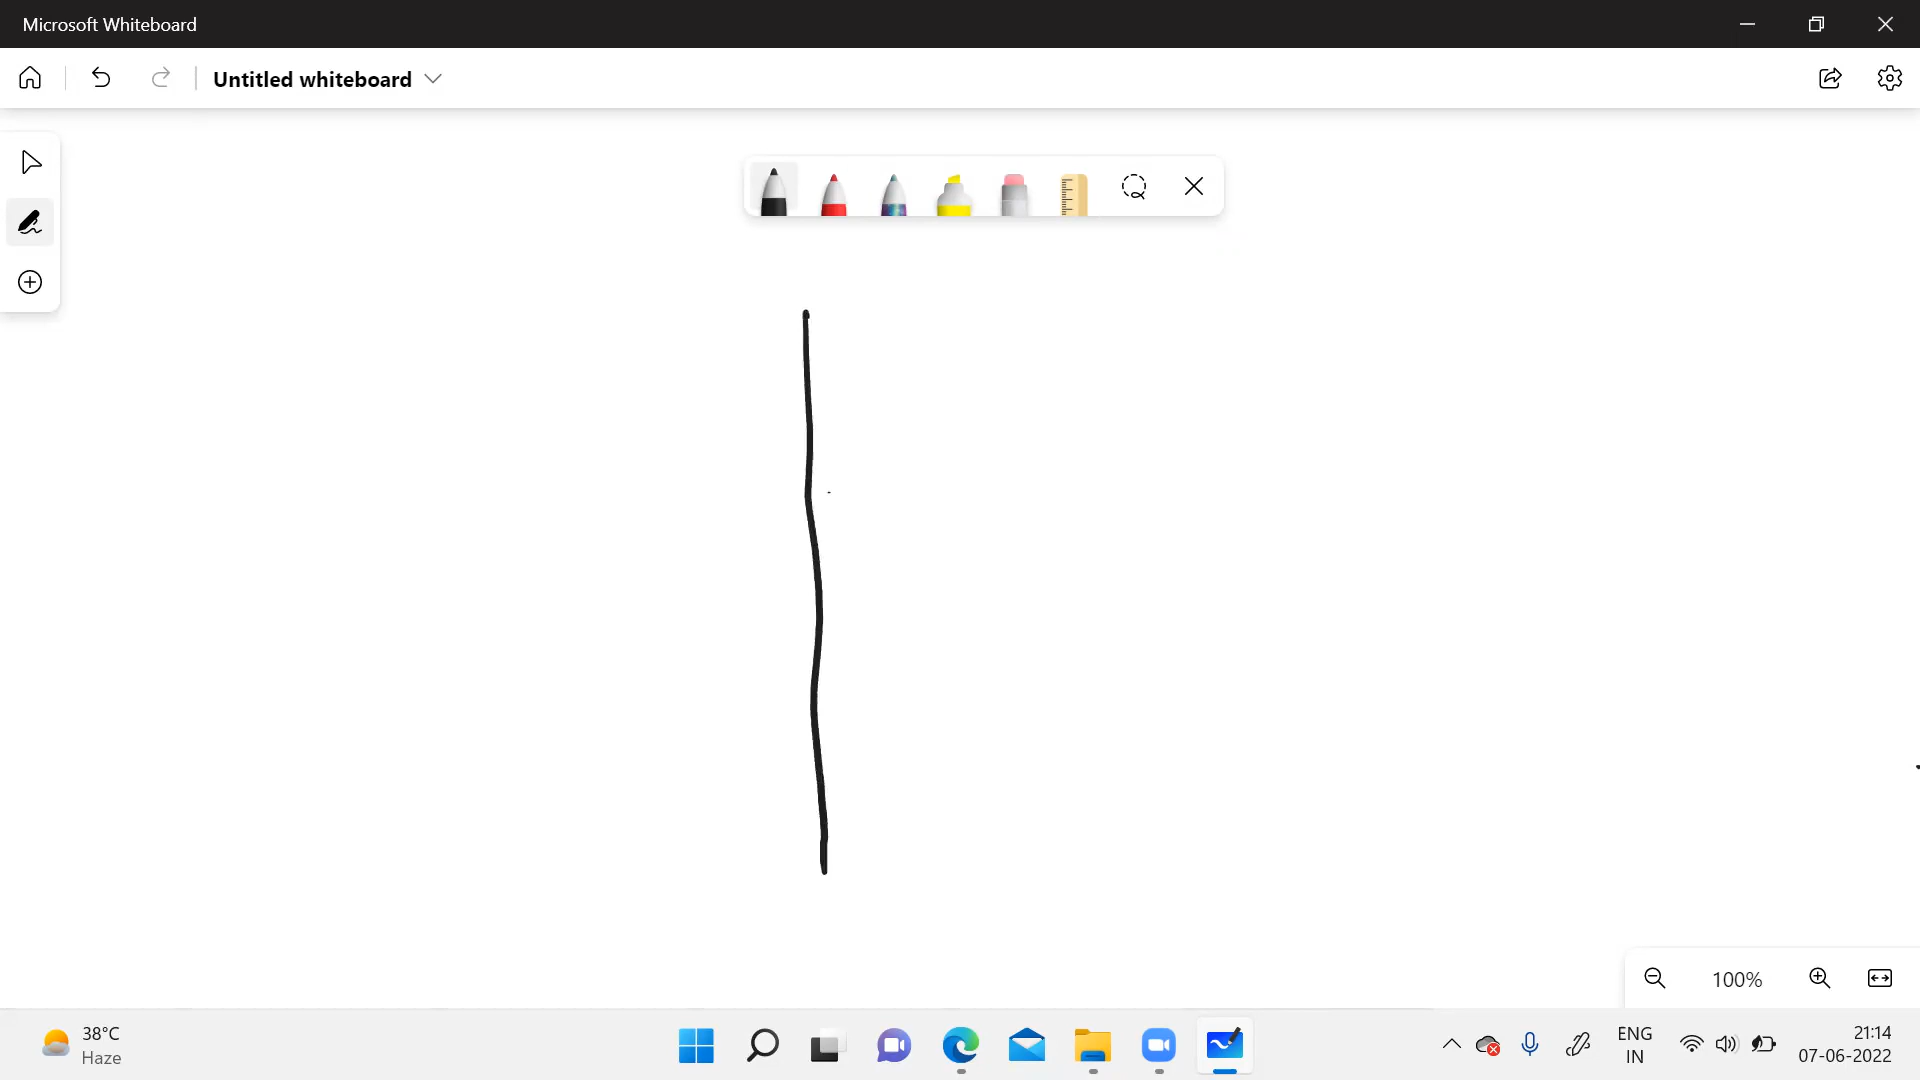 Microsoft Whiteboard
Untitled whiteboard
100%
38°C
Haze
ENG
IN
21:14
07-06-2022